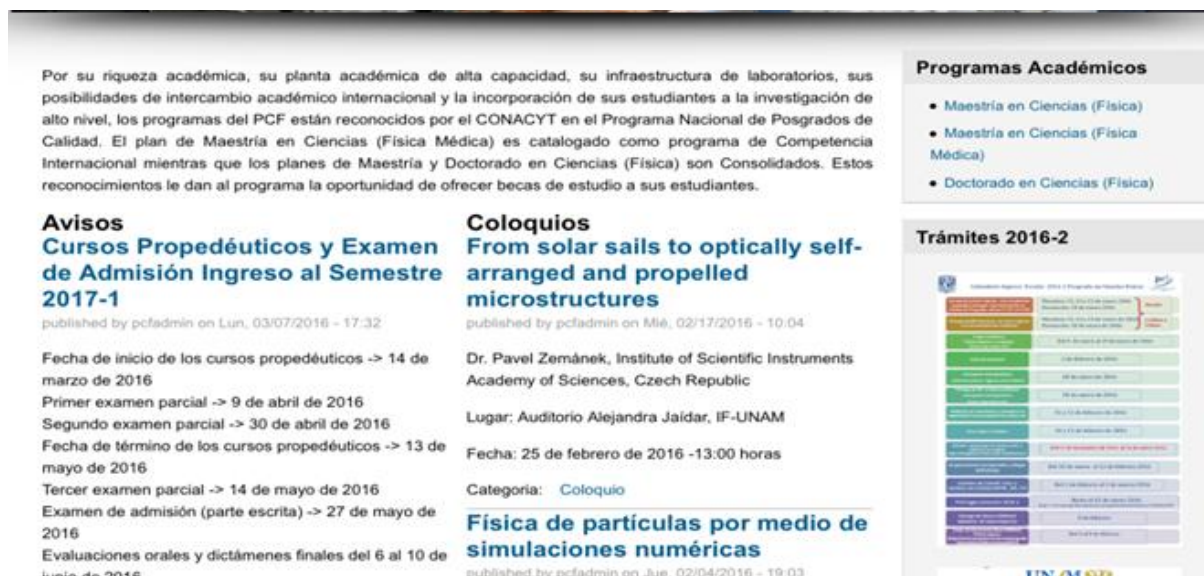 Por su riqueza académica, su planta académica de alta capacidad, su infraestructura de laboratorios, sus
posibilidades de intercambio académico internacional y la incorporación de sus estudiantes a la investigación de
alto nivel, los programas del PCF están reconocidos por el CONACYT en el Programa Nacional de Posgrados de
Calidad. El plan de Maestría en Ciencias (Física Médica) es catalogado como programa de Competencia
Internacional mientras que los planes de Maestría y Doctorado en Ciencias (Física) son Consolidados. Estos
reconocimientos le dan al programa la oportunidad de ofrecer becas de estudio a sus estudiantes.
Avisos
Cursos Propedéuticos y Examen
de Admisión Ingreso al Semestre
2017-1
published by pcfadmin on Lun, 03/07/2016 - 17:32
Fecha de inicio de los cursos propedéuticos -> 14 de
marzo de 2016
Primer examen parcial -> 9 de abril de 2016
Segundo examen parcial -> 30 de abril de 2016
Fecha de término de los cursos propedéuticos -> 13 de
mayo de 2016
Tercer examen parcial -> 14 de mayo de 2016
Examen de admisión (parte escrita) -> 27 de mayo de
2016
Evaluaciones orales y dictámenes finales del 6 al 10 de
junio de 2016
Coloquios
From solar sails to optically self-
arranged and propelled
microstructures
published by pcfadmin on Mié, 02/17/2016 - 10:04
Dr. Pavel Zemánek, Institute of Scientific Instruments
Academy of Sciences, Czech Republic
Lugar: Auditorio Alejandra Jaídar, IF-UNAM
Fecha: 25 de febrero de 2016 -13:00 horas
Categoría: Coloquio
Física de partículas por medio de
simulaciones numéricas
published by pcfadmin on Jue, 02/04/2016 - 19:03
Programas Académicos
• Maestría en Ciencias (Física)
• Maestría en Ciencias (Física
Médica)
• Doctorado en Ciencias (Física)
Trámites 2016-2